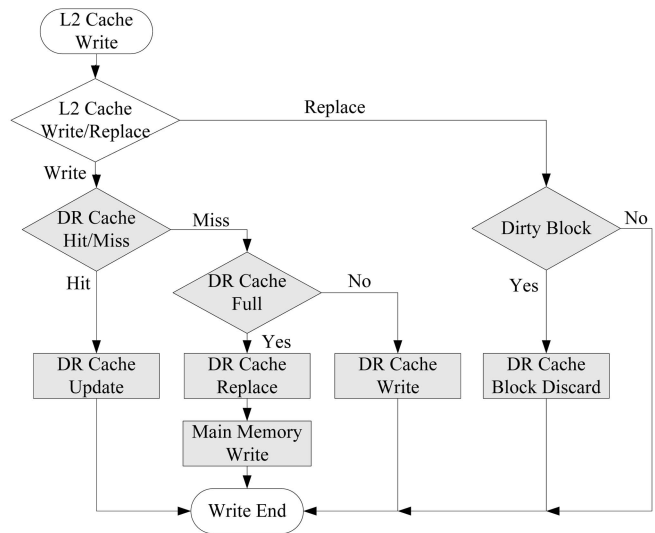 L2 Cache
Write
L2 Cache
Write/Replace
Replace
Write
DR Cache
Hit/Miss
Miss
Dirty Block
No
Hit
DR Cache
Full
No
Yes
Yes
DR Cache
Update
DR Cache
Replace
DR Cache
Write
DR Cache
Block Discard
Main Memory
Write
Write End